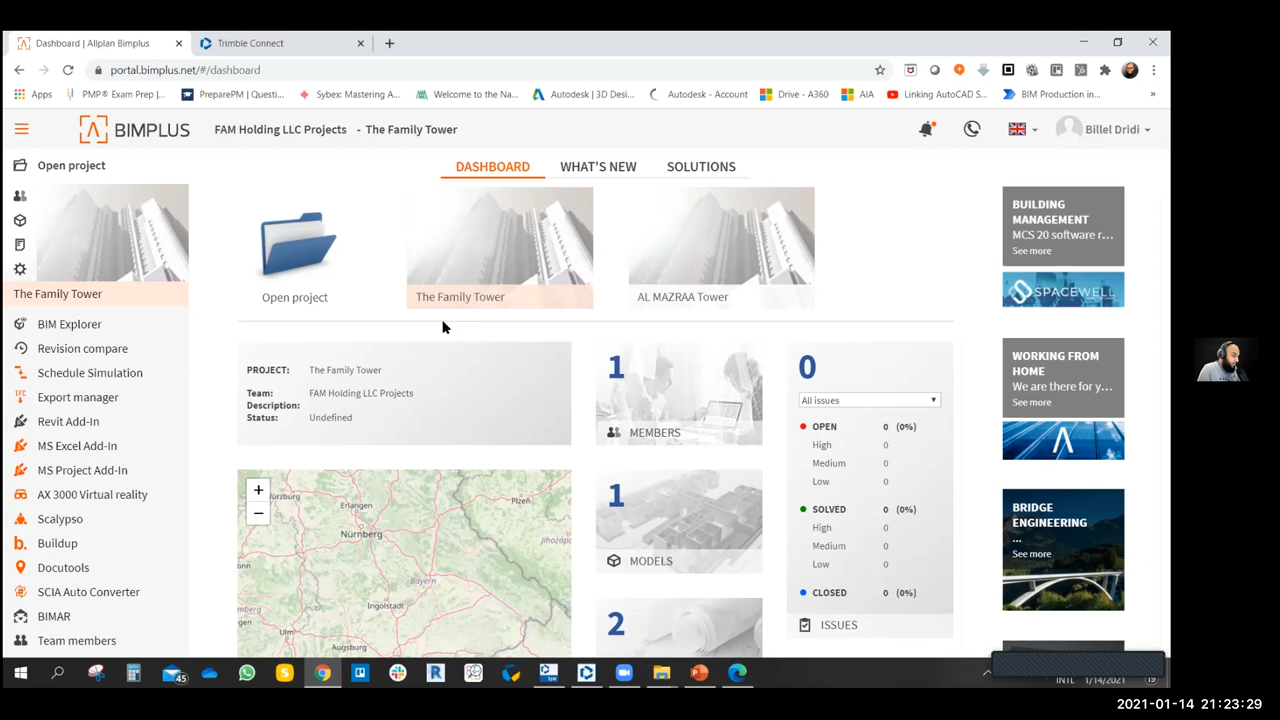 Dashboard | Allplan Bimplus
Trimble Connect
portal.bimplus.net/#/dashboard
Apps
PMP® Exam Prep |...
PreparePM | Questi...
Sybex: Mastering A...
Welcome to the Na...
Autodesk | 3D Desi...
Autodesk - Account
Drive - A360
AIA
Linking AutoCAD S...
BIM Production in...
»
BIMPLUS
FAM Holding LLC Projects - The Family Tower
Billel Dridi
Open project
DASHBOARD
WHAT'S NEW
SOLUTIONS
The Family Tower
BIM Explorer
Revision compare
Schedule Simulation
IFC
Export manager
Revit Add-In
MS Excel Add-In
MS Project Add-In
AX 3000 Virtual reality
Scalypso
b.
Buildup
Docutools
SCIA Auto Converter
BIMAR
Team members
Open project
The Family Tower
AL MAZRAA Tower
PROJECT: The Family Tower
Team: FAM Holding LLC Projects
Description:
Status: Undefined
Erlangen
Plzeň
Nürnberg
Bayern
Ingolstadt
Ulm
Augsburg
+
−
1
MEMBERS
1
MODELS
2
0
All issues
OPEN 0 (0%)
High 0
Medium 0
Low 0
SOLVED 0 (0%)
High 0
Medium 0
Low 0
CLOSED 0 (0%)
ISSUES
BUILDING
MANAGEMENT
MCS 20 software r...
See more
SPACEWELL
WORKING FROM
HOME
We are there for y...
See more
BRIDGE
ENGINEERING
...
See more
45
INTL
1/14/2021
19
2021-01-14 21:23:29